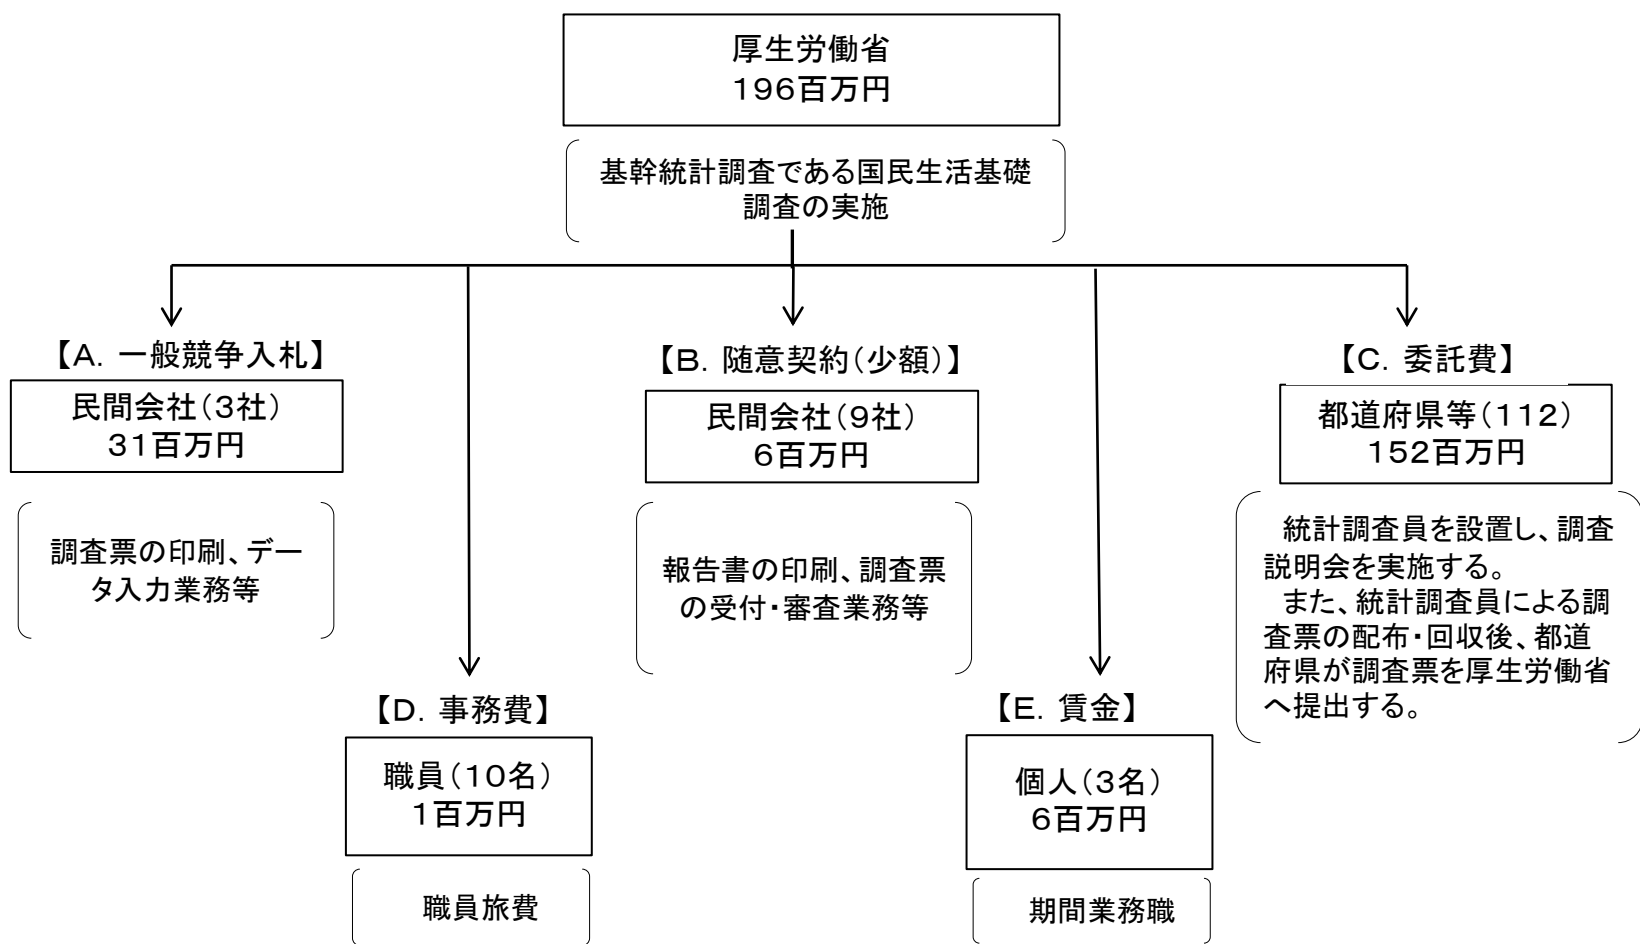 厚生労働省
196百万円
基幹統計調査である国民生活基礎
調査の実施
【A．一般競争入札】
民間会社（3社）
31百万円
調査票の印刷、デー
タ入力業務等
【B．随意契約（少額）】
民間会社（9社）
6百万円
報告書の印刷、調査票
の受付・審査業務等
【C．委託費】
都道府県等（112）
152百万円
統計調査員を設置し、調査
説明会を実施する。
また、統計調査員による調
査票の配布・回収後、都道
府県が調査票を厚生労働省
へ提出する。
【D．事務費】
職員（10名）
1百万円
職員旅費
【E．賃金】
個人（3名）
6百万円
期間業務職